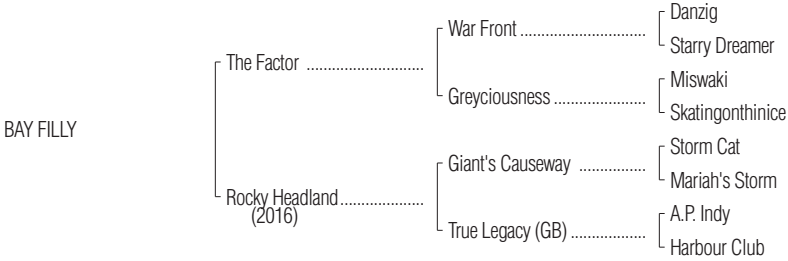 Danzig
War Front ..............................
Starry Dreamer
The Factor ............................
Miswaki
Greyciousness ......................
Skatingonthinice
BAY FILLY
Storm Cat
Giant's Causeway ................
Mariah's Storm
Rocky Headland....................
(2016)
A.P. Indy
True Legacy (GB) ..................
Harbour Club